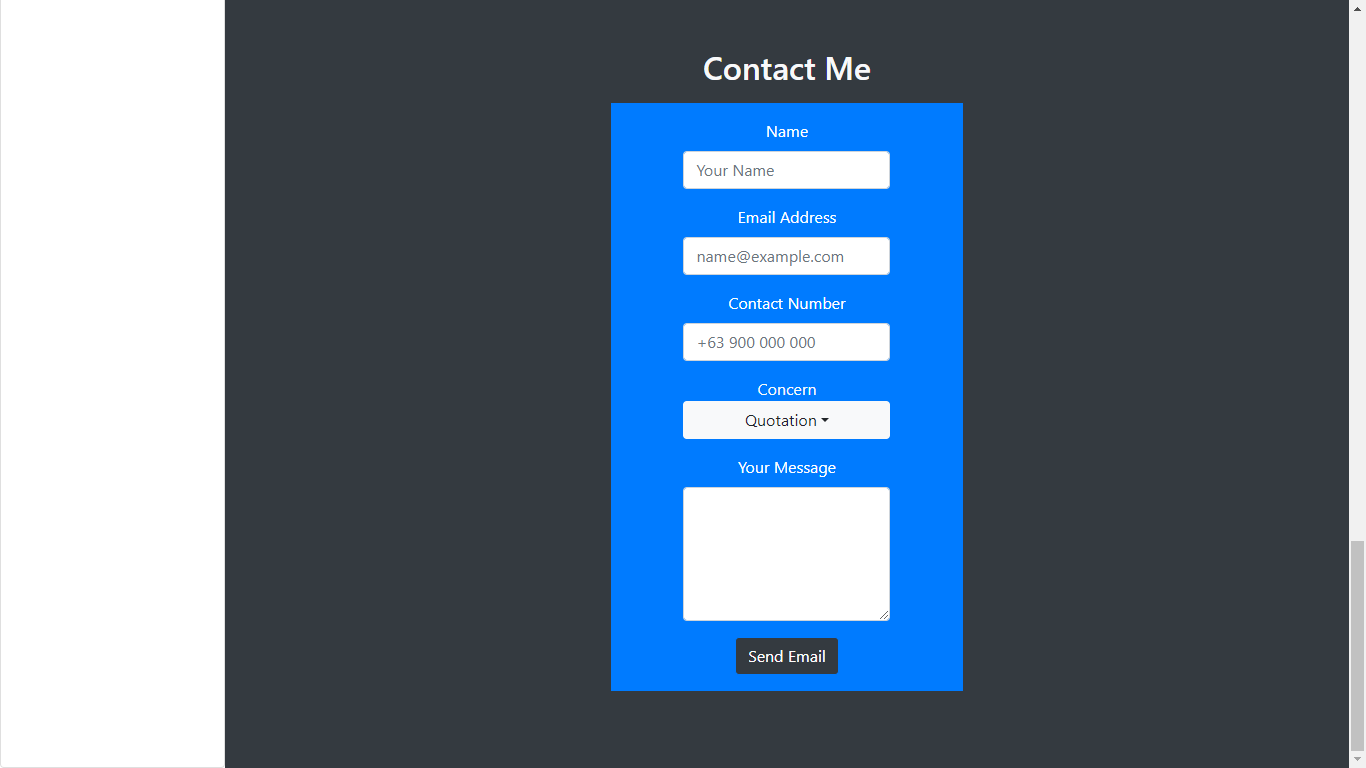 Contact Me
Name
Your Name
Email Address
name@example.com
Contact Number
+63 900 000 000
Concern
Quotation
Your Message
Send Email